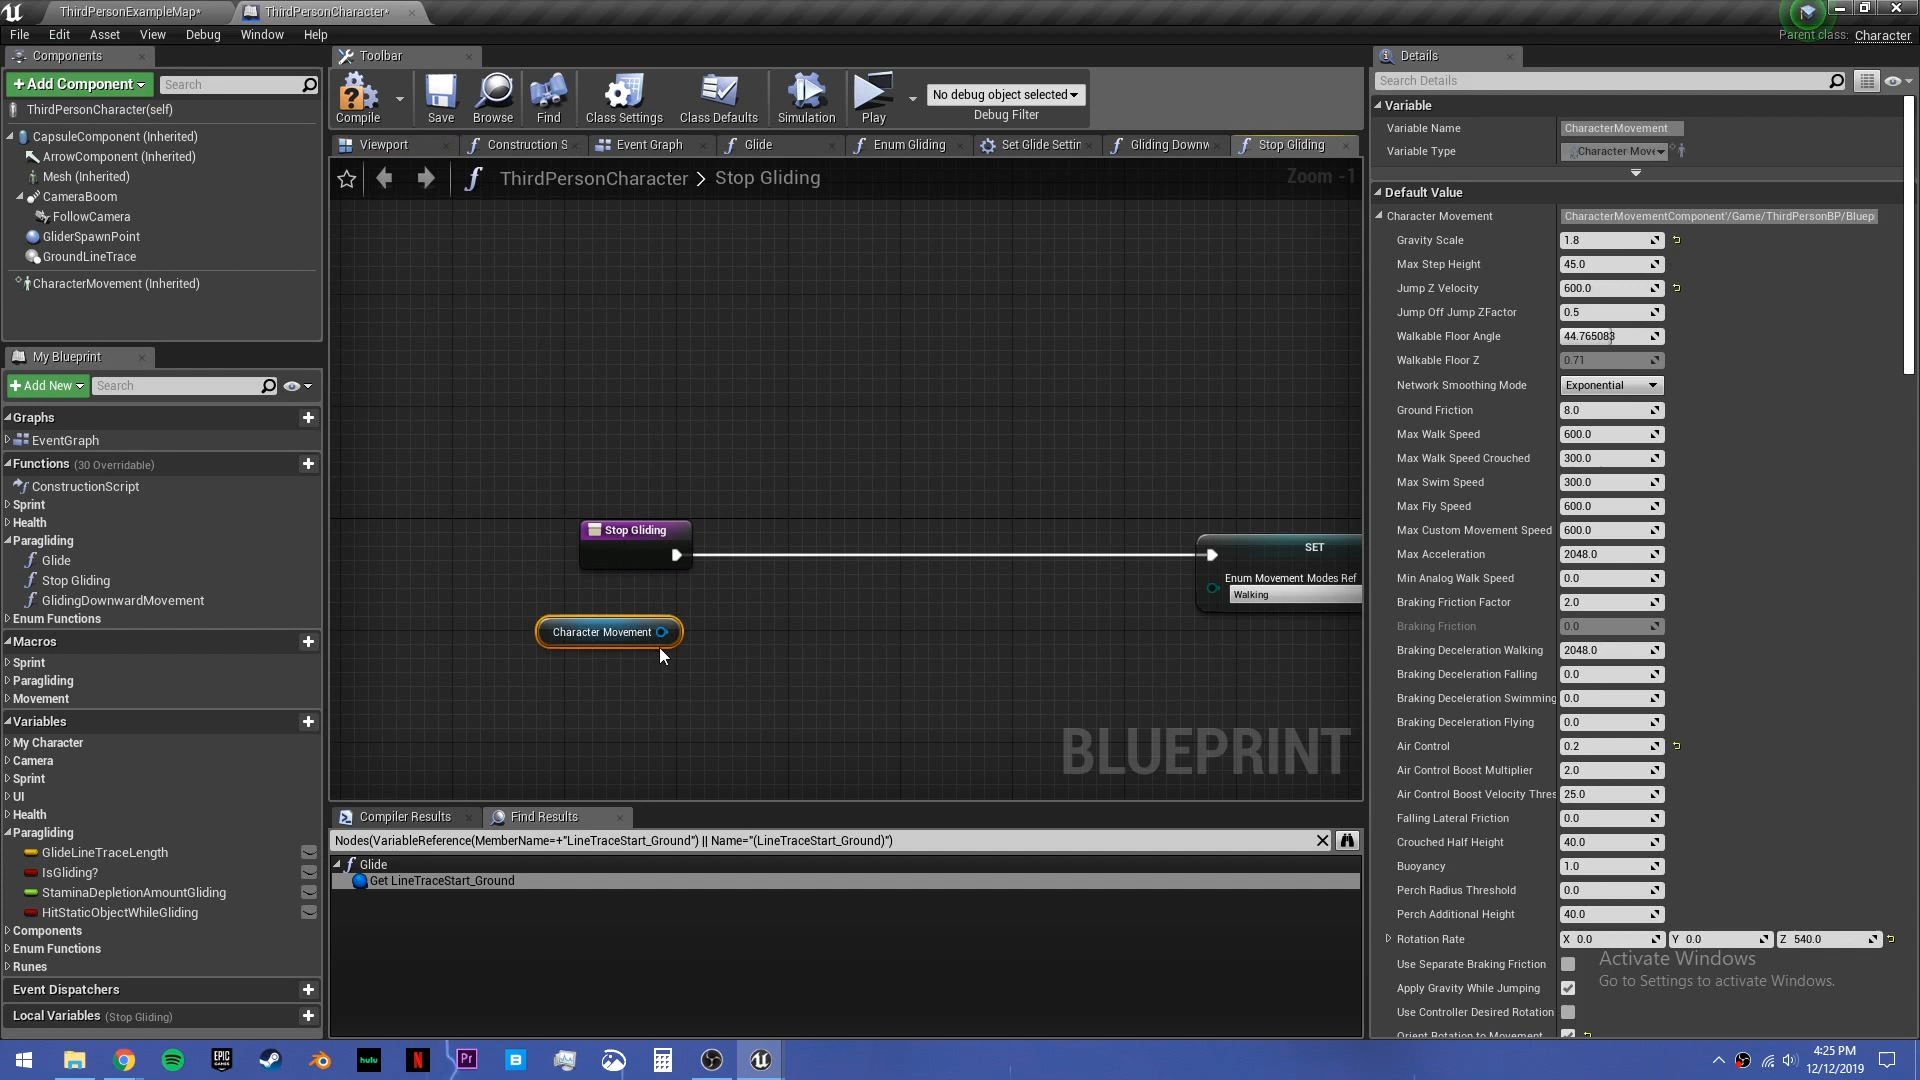 ThirdPersonExampleMap*
ThirdPersonCharacter*
File Edit Asset View Debug Window Help
Parent class: Character
Components
+ Add Component
Search
ThirdPersonCharacter(self)
CapsuleComponent (Inherited)
ArrowComponent (Inherited)
Mesh (Inherited)
CameraBoom
FollowCamera
GliderSpawnPoint
GroundLineTrace
CharacterMovement (Inherited)
My Blueprint
+ Add New
Search
Graphs
EventGraph
Functions (30 Overridable)
ConstructionScript
Sprint
Health
Paragliding
Glide
Stop Gliding
GlidingDownwardMovement
Enum Functions
Macros
Sprint
Paragliding
Movement
Variables
My Character
Camera
Sprint
UI
Health
Paragliding
GlideLineTraceLength
IsGliding?
StaminaDepletionAmountGliding
HitStaticObjectWhileGliding
Components
Enum Functions
Runes
Event Dispatchers
Local Variables (Stop Gliding)
Toolbar
Compile
Save
Browse
Find
Class Settings
Class Defaults
Simulation
Play
No debug object selected
Debug Filter
Viewport
Construction S
Event Graph
Glide
Enum Gliding
Set Glide Settin
Gliding Downw
Stop Gliding
ThirdPersonCharacter > Stop Gliding
Zoom -1
Stop Gliding
Character Movement
SET
Enum Movement Modes Ref
Walking
BLUEPRINT
Compiler Results
Find Results
Nodes(VariableReference(MemberName=+"LineTraceStart_Ground") || Name="(LineTraceStart_Ground)")
Glide
Get LineTraceStart_Ground
Details
Search Details
Variable
Variable Name CharacterMovement
Variable Type Character Move
Default Value
Character Movement CharacterMovementComponent'/Game/ThirdPersonBP/Bluep
Gravity Scale 1.8
Max Step Height 45.0
Jump Z Velocity 600.0
Jump Off Jump ZFactor 0.5
Walkable Floor Angle 44.765083
Walkable Floor Z 0.71
Network Smoothing Mode Exponential
Ground Friction 8.0
Max Walk Speed 600.0
Max Walk Speed Crouched 300.0
Max Swim Speed 300.0
Max Fly Speed 600.0
Max Custom Movement Speed 600.0
Max Acceleration 2048.0
Min Analog Walk Speed 0.0
Braking Friction Factor 2.0
Braking Friction 0.0
Braking Deceleration Walking 2048.0
Braking Deceleration Falling 0.0
Braking Deceleration Swimming 0.0
Braking Deceleration Flying 0.0
Air Control 0.2
Air Control Boost Multiplier 2.0
Air Control Boost Velocity Thres 25.0
Falling Lateral Friction 0.0
Crouched Half Height 40.0
Buoyancy 1.0
Perch Radius Threshold 0.0
Perch Additional Height 40.0
Rotation Rate X 0.0 Y 0.0 Z 540.0
Use Separate Braking Friction
Apply Gravity While Jumping
Use Controller Desired Rotation
Orient Rotation to Movement
Activate Windows
Go to Settings to activate Windows.
EPIC GAMES
hulu
N
Pr
B
4:25 PM
12/12/2019